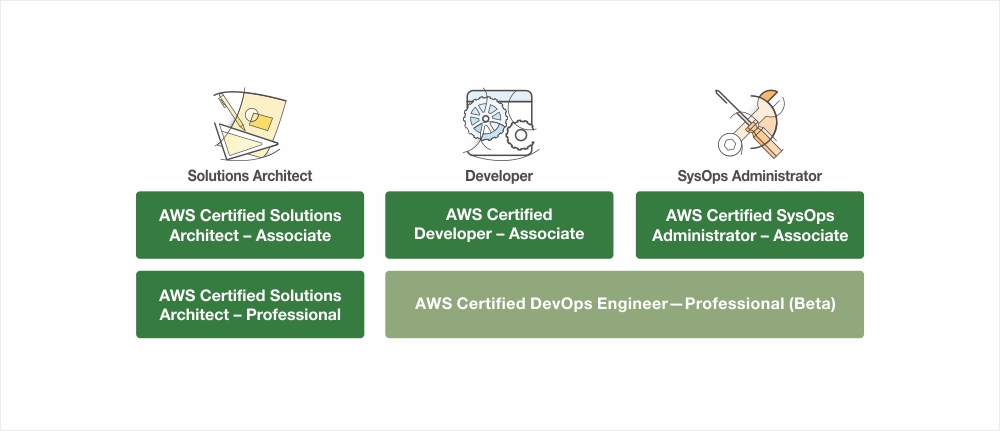 Solutions Architect
Developer
SysOps Administrator
AWS Certified Solutions
Architect – Associate
AWS Certified
Developer – Associate
AWS Certified SysOps
Administrator – Associate
AWS Certified Solutions
Architect – Professional
AWS Certified DevOps Engineer—Professional (Beta)